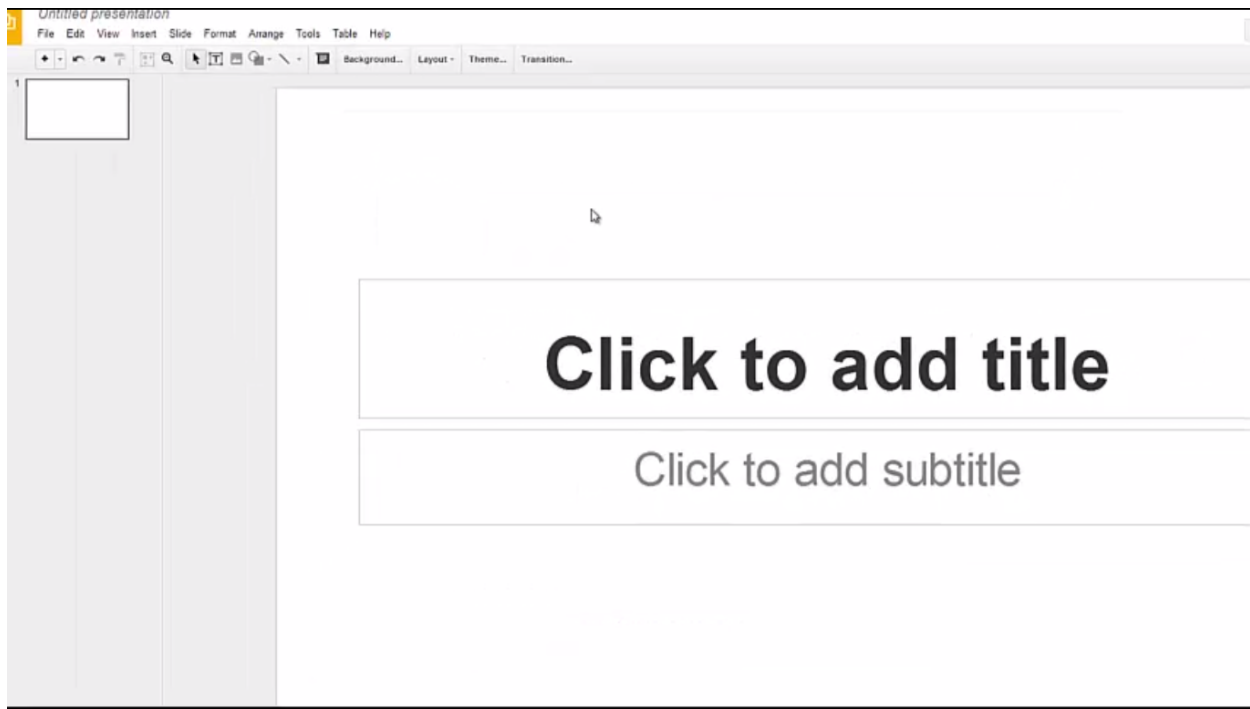 Untitled presentation
File Edit View Insert Slide Format Arrange Tools Table Help
Background... Layout Theme... Transition...
1
Click to add title
Click to add subtitle